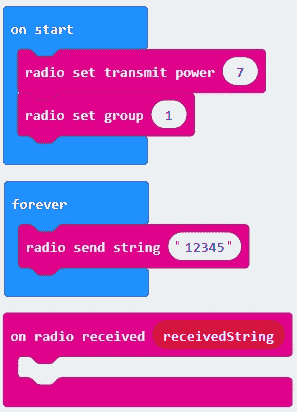 on start
radio set transmit power 7
radio set group 1
forever
radio send string "12345"
on radio received receivedString